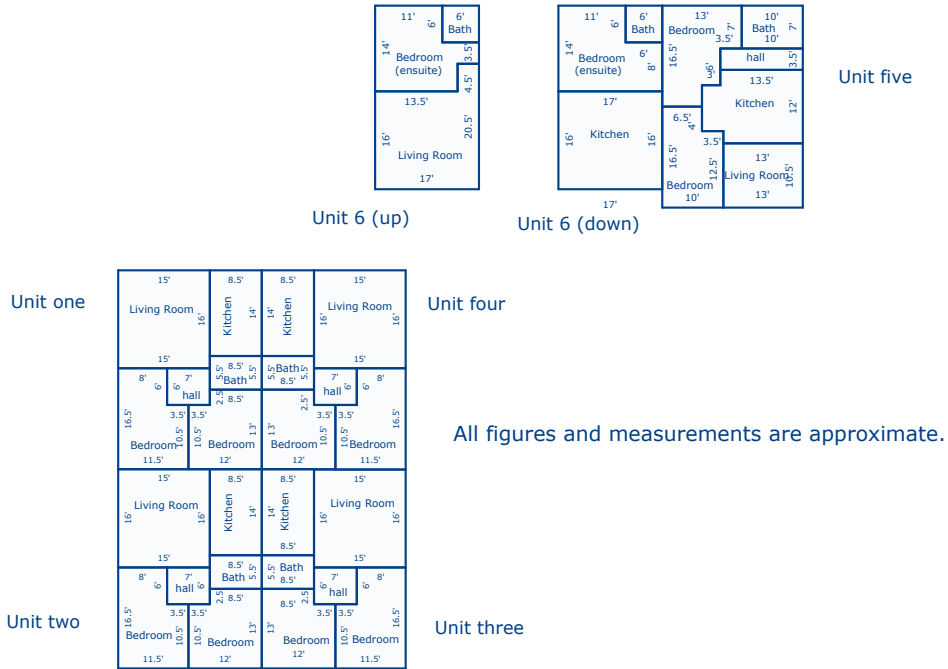 11' 6' 13' 10'
6' Bath
Bedroom
(ensuite)
14'
3.5'
4.5'
13.5'
16'
20.5'
Living Room
17'
Unit 6 (up)
11' 6'
6' Bath
14'
Bedroom
(ensuite)
6'
8'
17'
16' Kitchen 16'
17'
Unit 6 (down)
13'
Bedroom
3.5'
7'
16.5'
6'
3'
10'
Bath
10'
7'
hall
3.5'
13.5'
Kitchen
12'
6.5'
4'
3.5'
16.5'
12.5'
Bedroom
10'
13'
Living Room
10.5'
13'
Unit five
Unit one
15'
Living Room
16'
15'
8.5'
Kitchen
14'
8.5'
14'
Kitchen
15'
Living Room
16' 16'
15'
Unit four
8.5'
5.5' 5.5'
Bath
Bath
5.5' 5.5'
8.5'
8'
6'
16.5'
3.5'
10.5'
Bedroom
11.5'
7'
6'
hall
3.5'
2.5'
8.5'
10.5'
13'
Bedroom
12'
2.5'
13'
10.5'
Bedroom
12'
7'
hall
6'
3.5'
8'
6'
3.5'
10.5'
16.5'
Bedroom
11.5'
All figures and measurements are approximate.
15'
Living Room
16' 16'
15'
8.5'
Kitchen
14'
8.5'
14'
Kitchen
8.5'
15'
Living Room
16' 16'
15'
8.5'
Bath
5.5'
5.5'
Bath
8.5'
8'
6'
16.5'
3.5'
10.5'
Bedroom
11.5'
7'
6'
hall
3.5'
2.5
8.5'
10.5'
13'
Bedroom
12'
2.5'
8.5'
13'
Bedroom
12'
7'
hall
6'
3.5'
8'
6'
10.5'
16.5'
Bedroom
11.5'
Unit two
Unit three